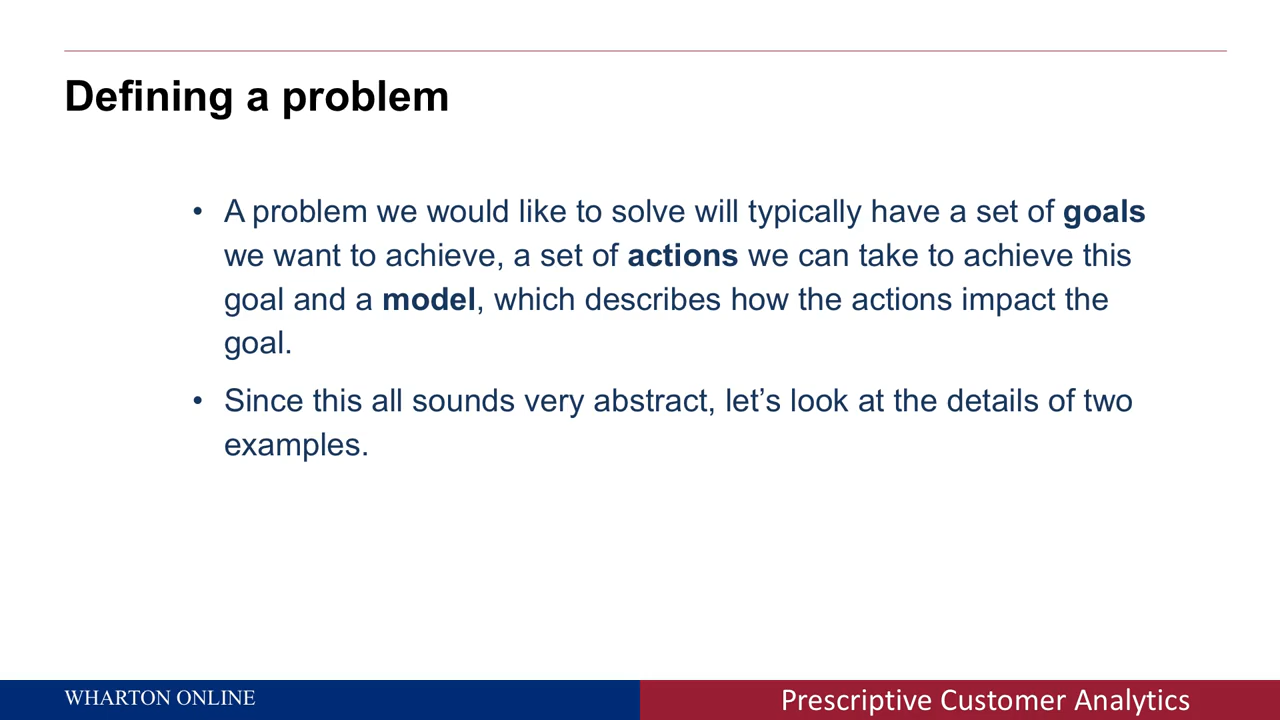 Defining a problem
• A problem we would like to solve will typically have a set of goals
we want to achieve, a set of actions we can take to achieve this
goal and a model, which describes how the actions impact the
goal.
• Since this all sounds very abstract, let’s look at the details of two
examples.
WHARTON ONLINE
Prescriptive Customer Analytics